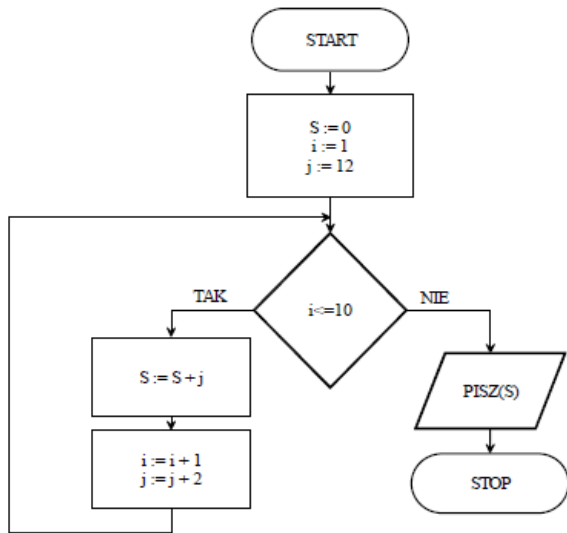 START
S := 0
i := 1
j := 12
i<=10
TAK
NIE
S := S + j
i := i + 1
j := j + 2
PISZ(S)
STOP